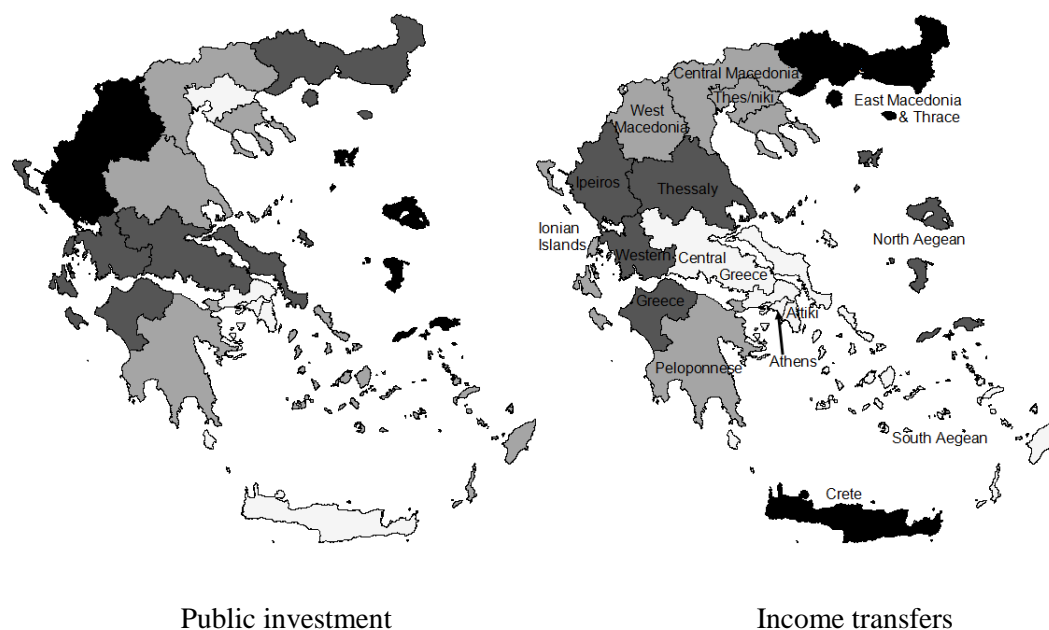 Central Macedonia
Thes/niki
East Macedonia
& Thrace
West
Macedonia
Ipeiros
Thessaly
Ionian
Islands
North Aegean
Western
Central
Greece
Greece
/Attiki
Athens
Peloponnese
South Aegean
Crete
Public investment
Income transfers